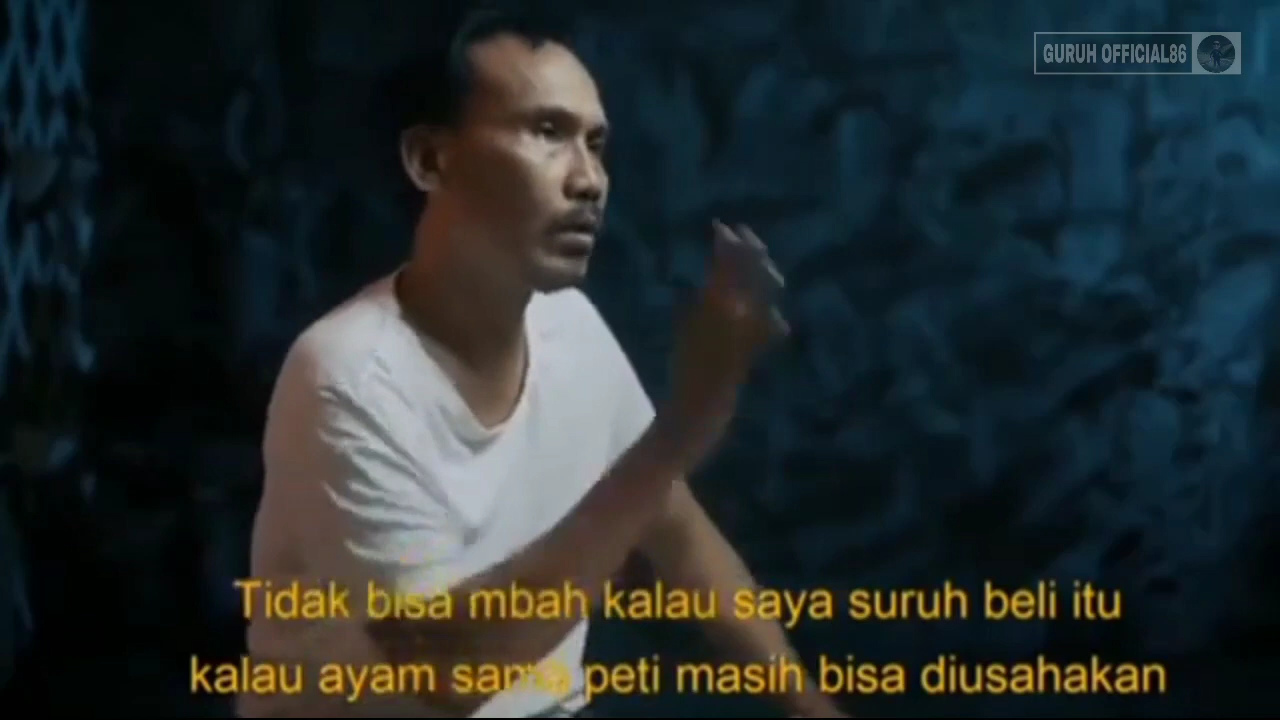 GURUH OFFICIAL86
Tidak bisa mbah kalau saya suruh beli itu
kalau ayam sama peti masih bisa diusahakan